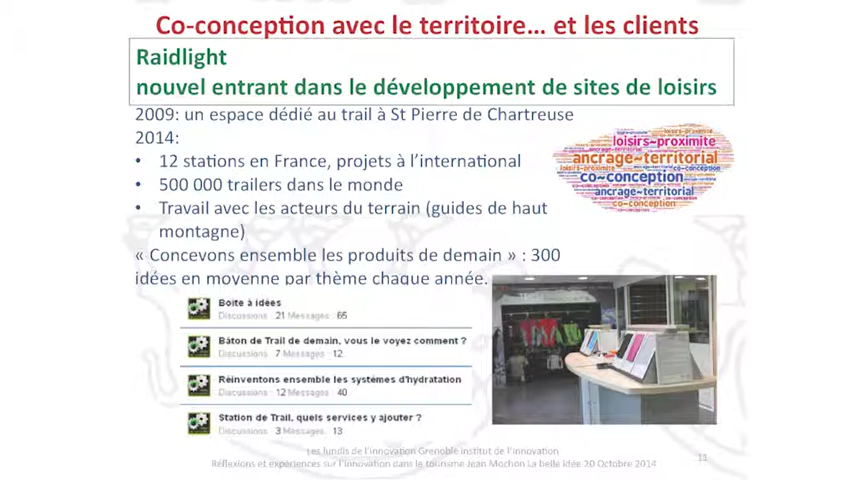 Co-conception avec le territoire... et les clients
Raidlight
nouvel entrant dans le développement de sites de loisirs
2009: un espace dédié au trail à St Pierre de Chartreuse
2014:
• 12 stations en France, projets à l'international
• 500 000 trailers dans le monde
• Travail avec les acteurs du terrain (guides de haut
montagne)
« Concevons ensemble les produits de demain » : 300
idées en moyenne par thème chaque année.
loisirs~proximite
ancrage~territorial
co~conception
ancrage~territorial
co-conception
Boite à idées
Discussions : 21 Messages : 65
Bâton de Trail de demain, vous le voyez comment ?
Discussions : 7 Messages : 12
Réinventons ensemble les systèmes d'hydratation
Discussions : 12 Messages : 40
Station de Trail, quels services y ajouter ?
Discussions : 3 Messages : 13
Les lundis de l'innovation Grenoble institut de l'innovation
Réflexions et expériences sur l'innovation dans le tourisme Jean Mochon La belle idée 20 Octobre 2014
11